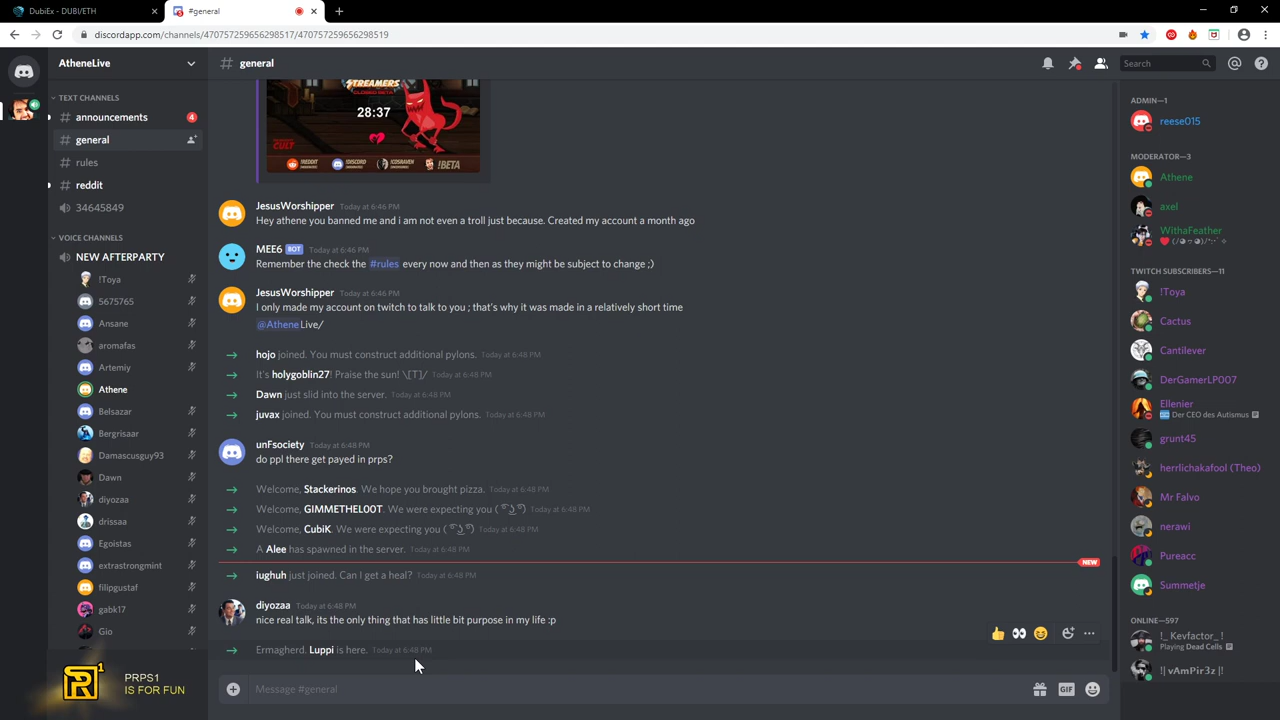 DubiEx - DUBI/ETH
#general
discordapp.com/channels/470757259656298517/470757259656298519
AtheneLive
# general
Search
TEXT CHANNELS
announcements 4
# general
# rules
reddit
34645849
VOICE CHANNELS
NEW AFTERPARTY
!Toya
5675765
Ansane
aromafas
Artemiy
Athene
Belsazar
Bergrisaar
Damascusguy93
Dawn
diyozaa
drissaa
Egoistas
extrastrongmint
filipgustaf
gabk17
Gio
PRPS1
IS FOR FUN
STREAMERS
28:37
CULT
!REDDIT
!DISCORD
!BETA
JesusWorshipper Today at 6:46 PM
Hey athene you banned me and i am not even a troll just because. Created my account a month ago
MEE6 BOT Today at 6:46 PM
Remember the check the #rules every now and then as they might be subject to change ;)
JesusWorshipper Today at 6:46 PM
I only made my account on twitch to talk to you ; that's why it was made in a relatively short time
@AtheneLive/
hojo joined. You must construct additional pylons. Today at 6:48 PM
It's holygoblin27! Praise the sun! \[T]/ Today at 6:48 PM
Dawn just slid into the server. Today at 6:48 PM
juvax joined. You must construct additional pylons. Today at 6:48 PM
unFsociety Today at 6:48 PM
do ppl there get payed in prps?
Welcome, Stackerinos. We hope you brought pizza. Today at 6:48 PM
Welcome, GIMMETHEL00T. We were expecting you ( ͡° ͜ʖ ͡°) Today at 6:48 PM
Welcome, CubiK. We were expecting you ( ͡° ͜ʖ ͡°) Today at 6:48 PM
A Alee has spawned in the server. Today at 6:48 PM
NEW
iughuh just joined. Can I get a heal? Today at 6:48 PM
diyozaa Today at 6:48 PM
nice real talk, its the only thing that has little bit purpose in my life :p
Ermagherd. Luppi is here. Today at 6:48 PM
Message #general
GIF
ADMIN—1
reese015
MODERATOR—3
Athene
axel
WithaFeather
TWITCH SUBSCRIBERS—11
!Toya
Cactus
Cantilever
DerGamerLP007
Ellenier
Der CEO des Autismus
grunt45
herrlichakafool (Theo)
Mr Falvo
nerawi
Pureacc
Summetje
ONLINE—597
!_ Kevfactor_ !
Playing Dead Cells
!| vAmPir3z |!